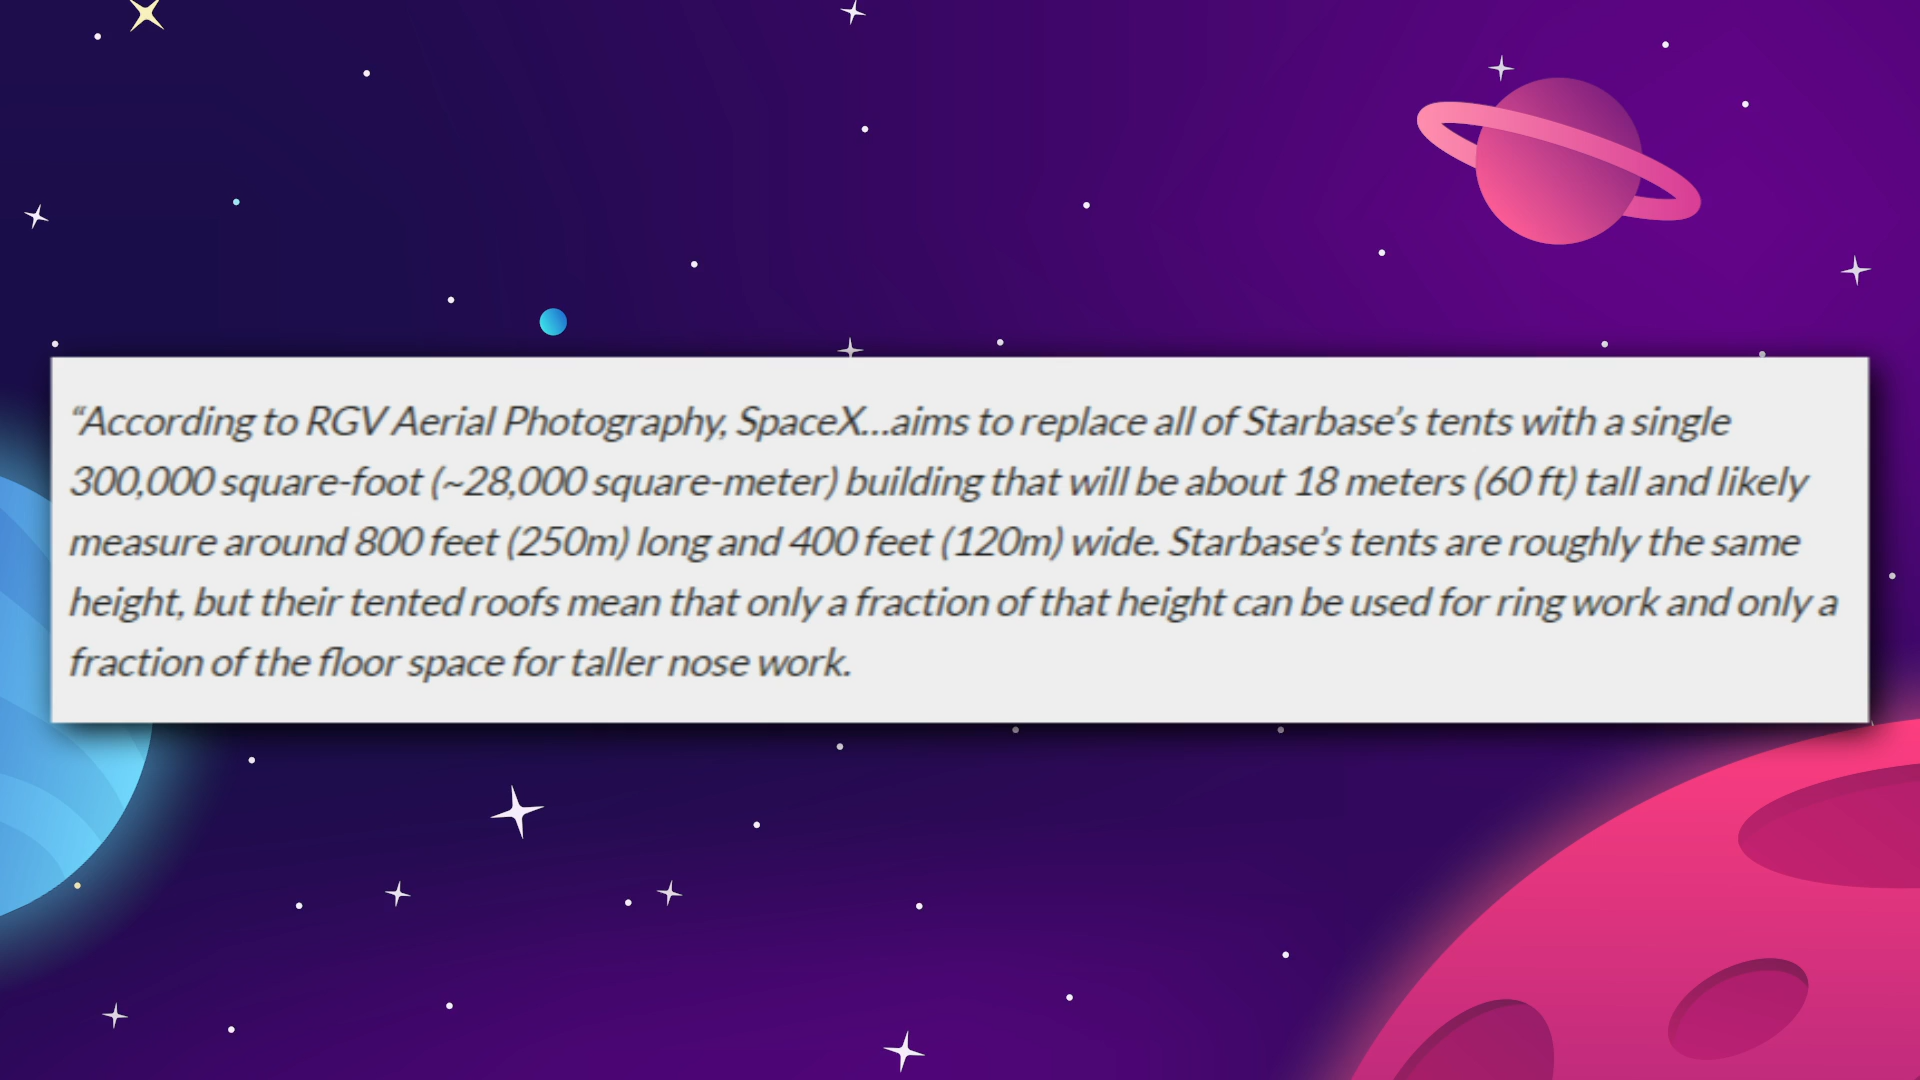 “According to RGV Aerial Photography, SpaceX…aims to replace all of Starbase’s tents with a single
300,000 square-foot (~28,000 square-meter) building that will be about 18 meters (60 ft) tall and likely
measure around 800 feet (250m) long and 400 feet (120m) wide. Starbase’s tents are roughly the same
height, but their tented roofs mean that only a fraction of that height can be used for ring work and only a
fraction of the floor space for taller nose work.